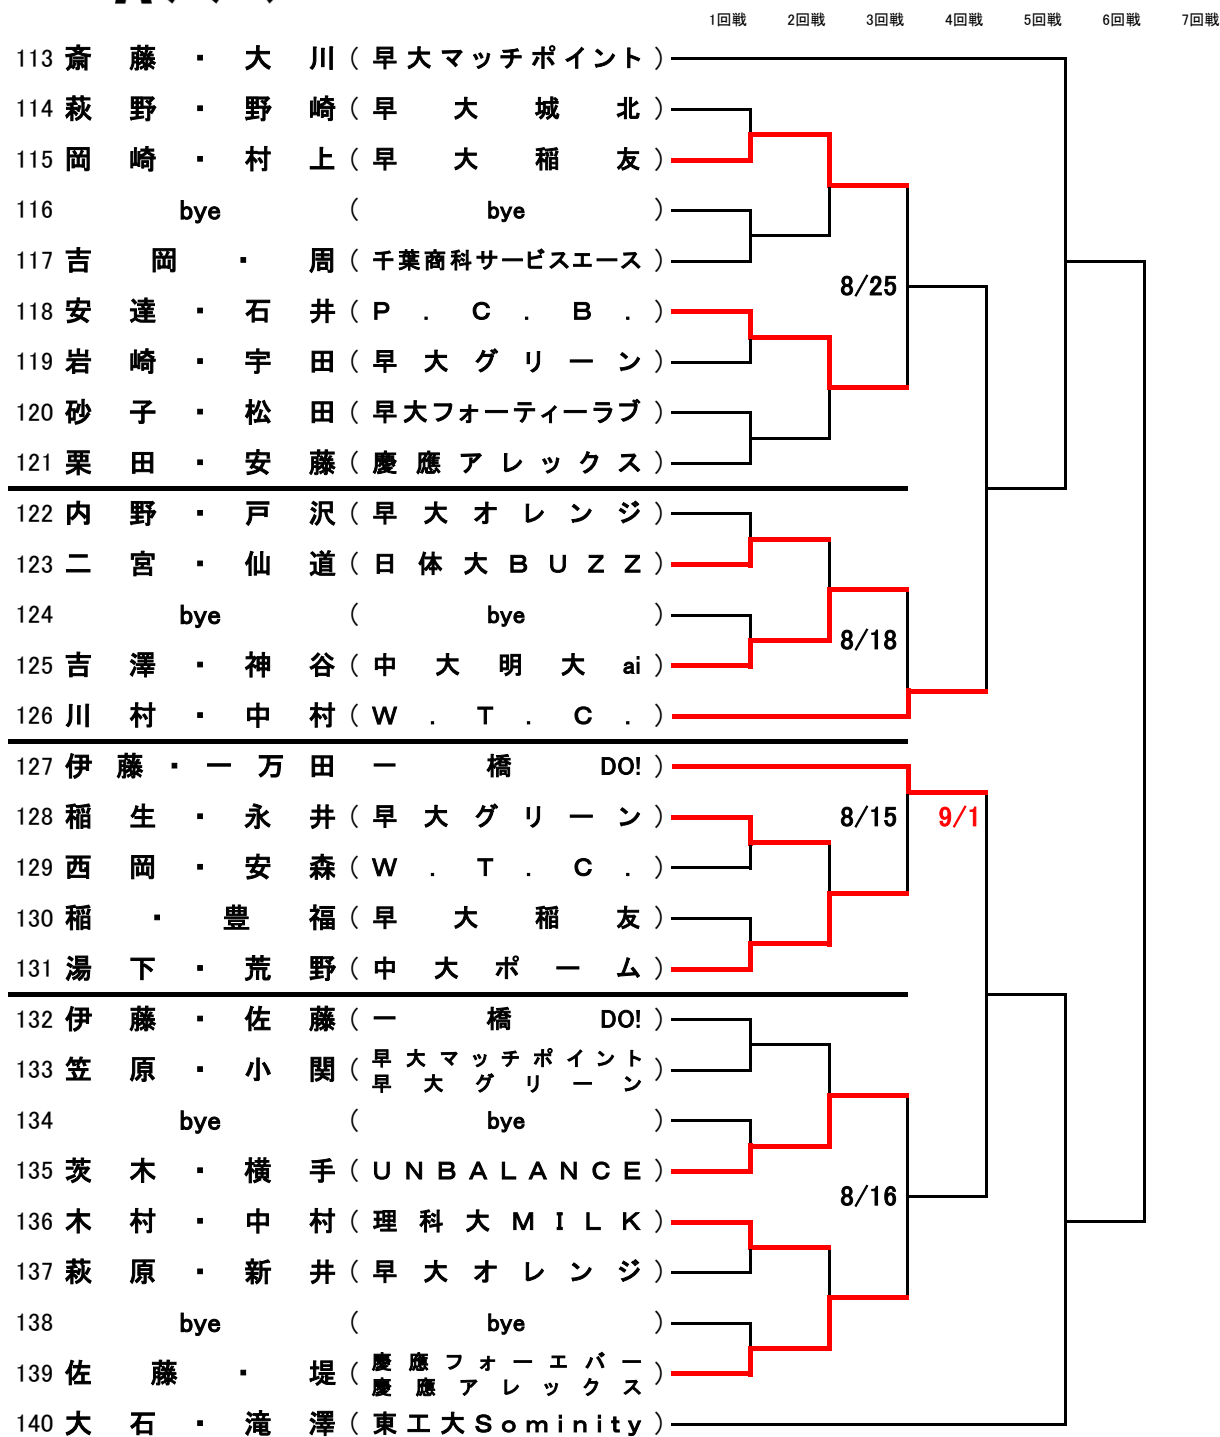 1回戦 2回戦 3回戦 4回戦 5回戦 6回戦 7回戦
113 斎藤・大川 ( 早大マッチポイント )
114 萩野・野崎 ( 早大城北 )
115 岡崎・村上 ( 早大稲友 )
116 bye ( bye )
117 吉岡・周 ( 千葉商科サービスエース )
8/25
118 安達・石井 ( P.C.B. )
119 岩崎・宇田 ( 早大グリーン )
120 砂子・松田 ( 早大フォーティーラブ )
121 栗田・安藤 ( 慶應アレックス )
122 内野・戸沢 ( 早大オレンジ )
123 二宮・仙道 ( 日体大BUZZ )
124 bye ( bye )
8/18
125 吉澤・神谷 ( 中大明大ai )
126 川村・中村 ( W.T.C. )
127 伊藤・一万田 一橋DO! )
128 稲生・永井 ( 早大グリーン ) 8/15 9/1
129 西岡・安森 ( W.T.C. )
130 稲・豊福 ( 早大稲友 )
131 湯下・荒野 ( 中大ポーム )
132 伊藤・佐藤 ( 一橋DO! )
133 笠原・小関 ( 早大マッチポイント
早大グリーン )
134 bye ( bye )
135 茨木・横手 ( UNBALANCE )
8/16
136 木村・中村 ( 理科大MILK )
137 萩原・新井 ( 早大オレンジ )
138 bye ( bye )
139 佐藤・堤 ( 慶應フォーエバー
慶應アレックス )
140 大石・滝澤 ( 東工大Sominity )